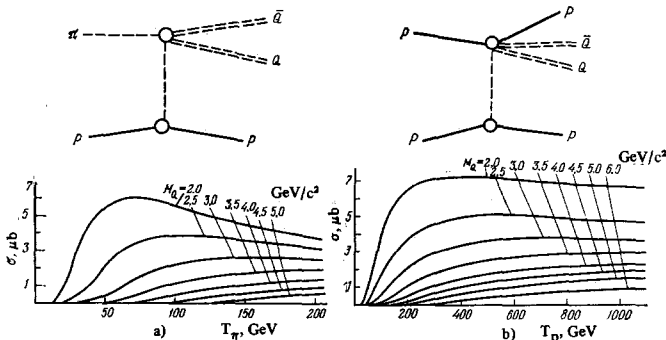 π
Q̄
Q
p
p
p
p
Q̄
Q
p
p
GeV/c²
M_Q=2.0
2,5
3,0
3,5
4,0
4,5
5,0
σ, μb
7
5
3
1
0
50
100
150
200
a)
T_π, GeV
GeV/c²
M_Q=2.0
2,5
3,0
3,5
4,0
4,5
5,0
6.0
σ, μb
7
5
3
1
0
200
400
600
800
1000
b)
T_p, GeV